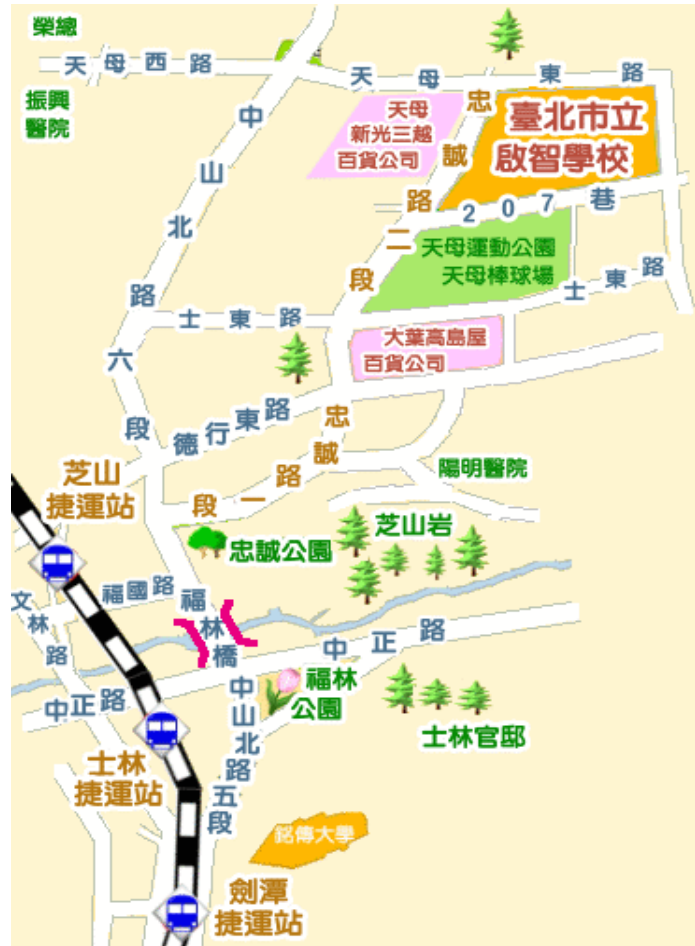 榮總
天母西路
天母東路
振興
醫院
中山北路六段
天母
新光三越
百貨公司
忠誠路二段
臺北市立
啟智學校
207巷
天母運動公園
天母棒球場
士東路
士東路
大葉高島屋
百貨公司
德行東路
忠誠路一段
陽明醫院
芝山
捷運站
忠誠公園
芝山岩
福國路
文林路
福林橋
中正路
中正路
福林
公園
中山北路五段
士林官邸
士林
捷運站
銘傳大學
劍潭
捷運站